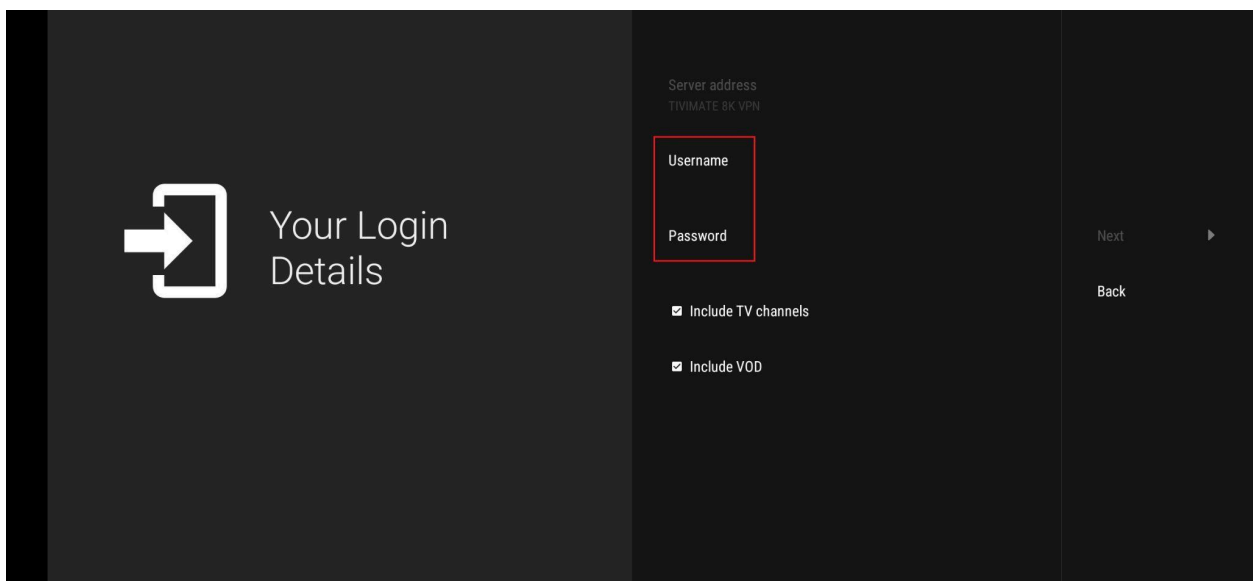 Your Login
Details
Server address
TIVIMATE 8K VPN
Username
Password
Include TV channels
Include VOD
Next
Back